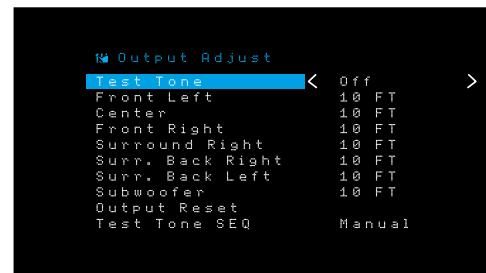 Output Adjust
Test Tone < Off >
Front Left 10 FT
Center 10 FT
Front Right 10 FT
Surround Right 10 FT
Surr. Back Right 10 FT
Surr. Back Left 10 FT
Subwoofer 10 FT
Output Reset
Test Tone SEQ Manual